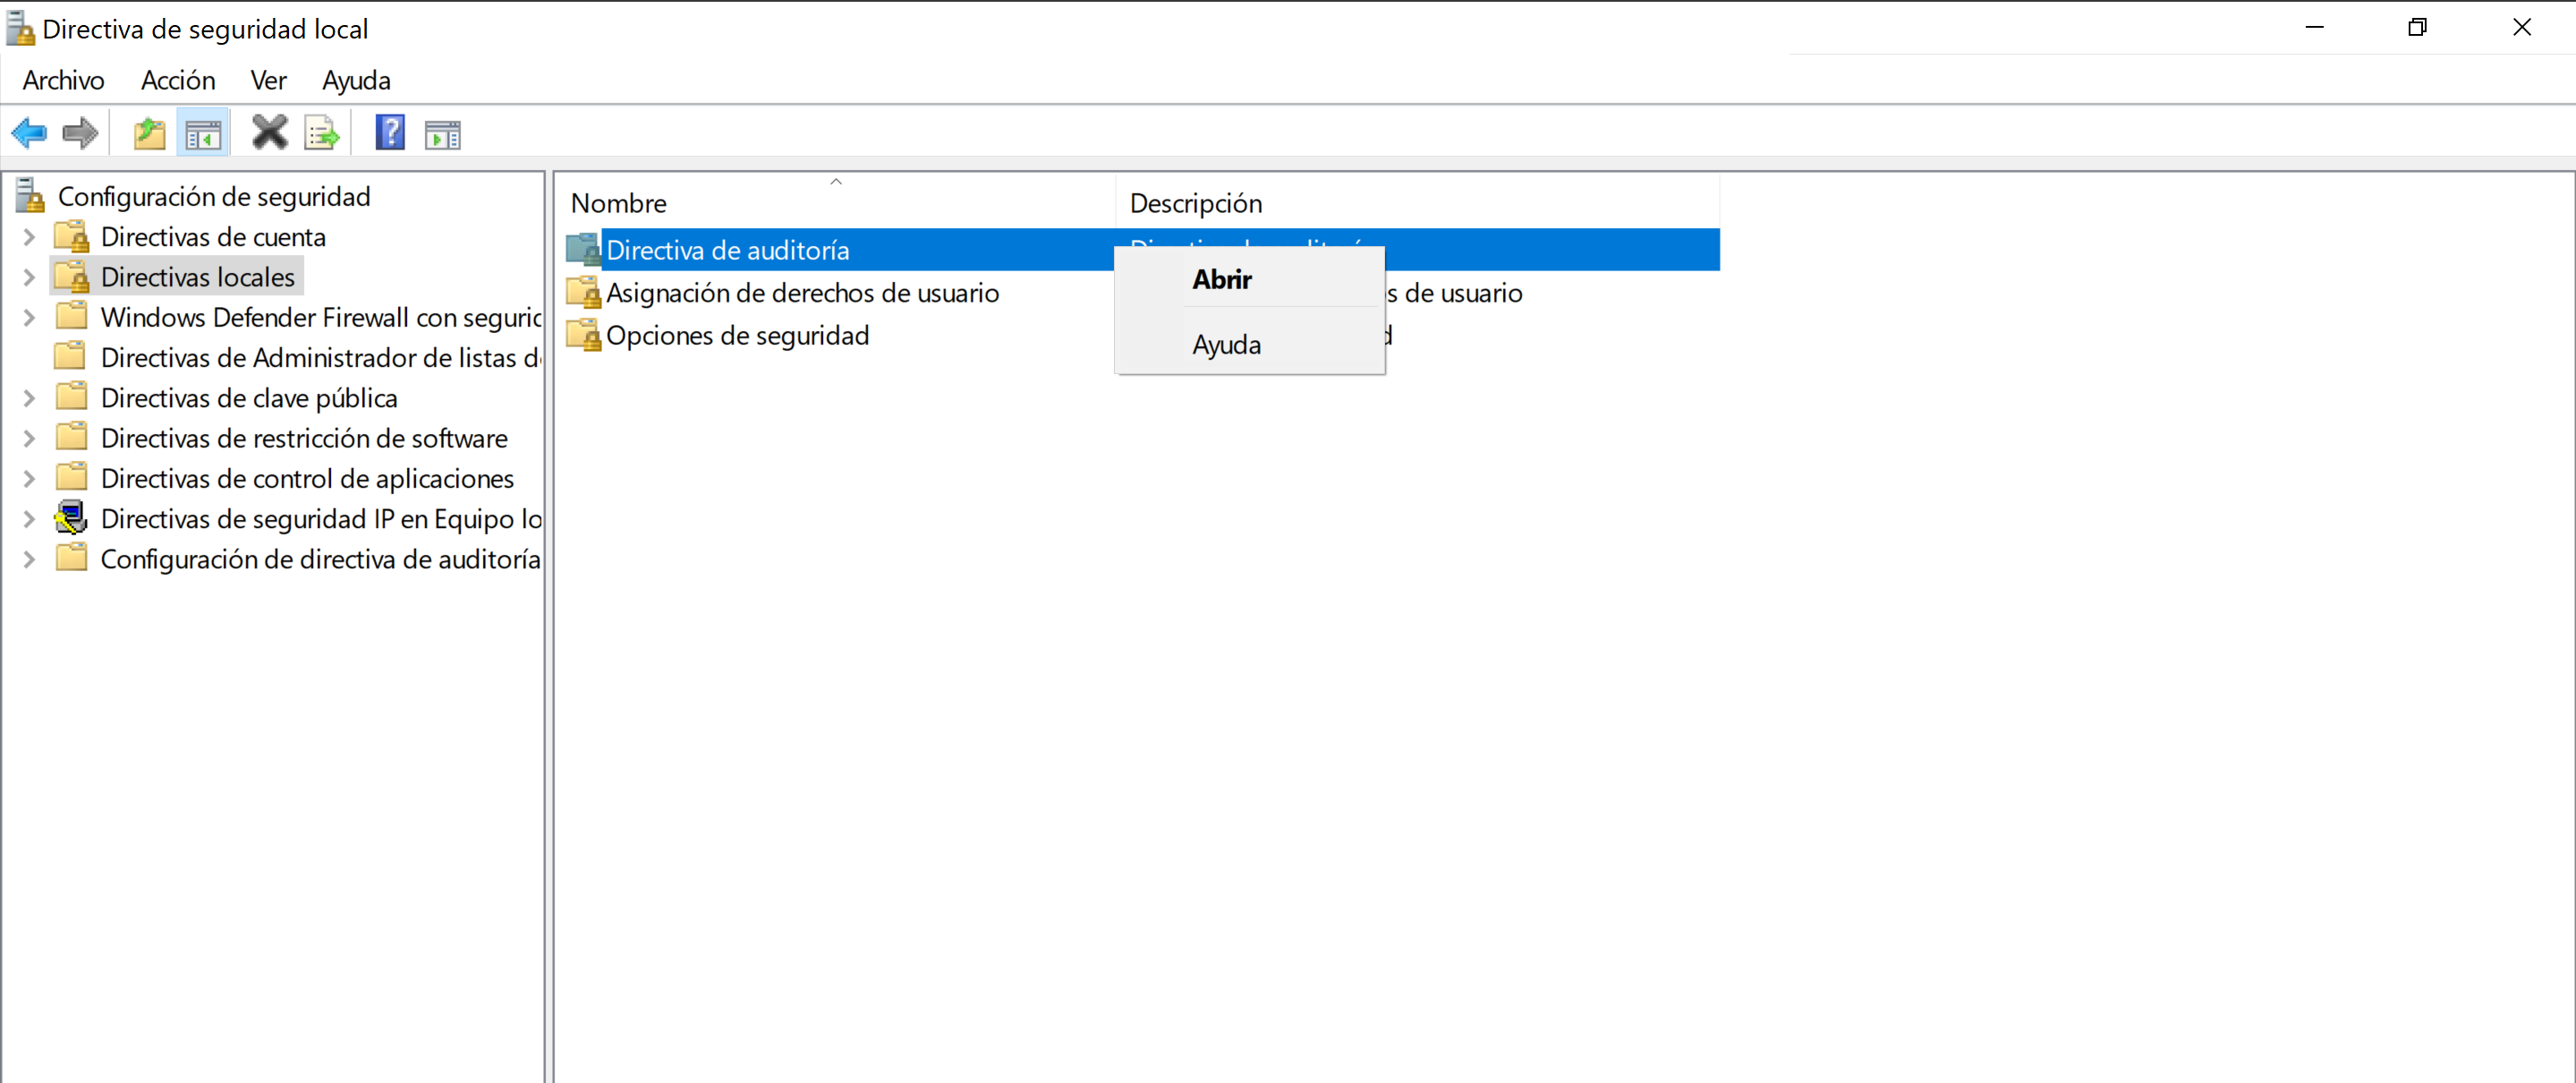 Directiva de seguridad local
Archivo Acción Ver Ayuda
Configuración de seguridad
Directivas de cuenta
Directivas locales
Windows Defender Firewall con seguric
Directivas de Administrador de listas d
Directivas de clave pública
Directivas de restricción de software
Directivas de control de aplicaciones
Directivas de seguridad IP en Equipo lo
Configuración de directiva de auditoría
Nombre Descripción
Directiva de auditoría
Asignación de derechos de usuario s de usuario
Opciones de seguridad d
Abrir
Ayuda